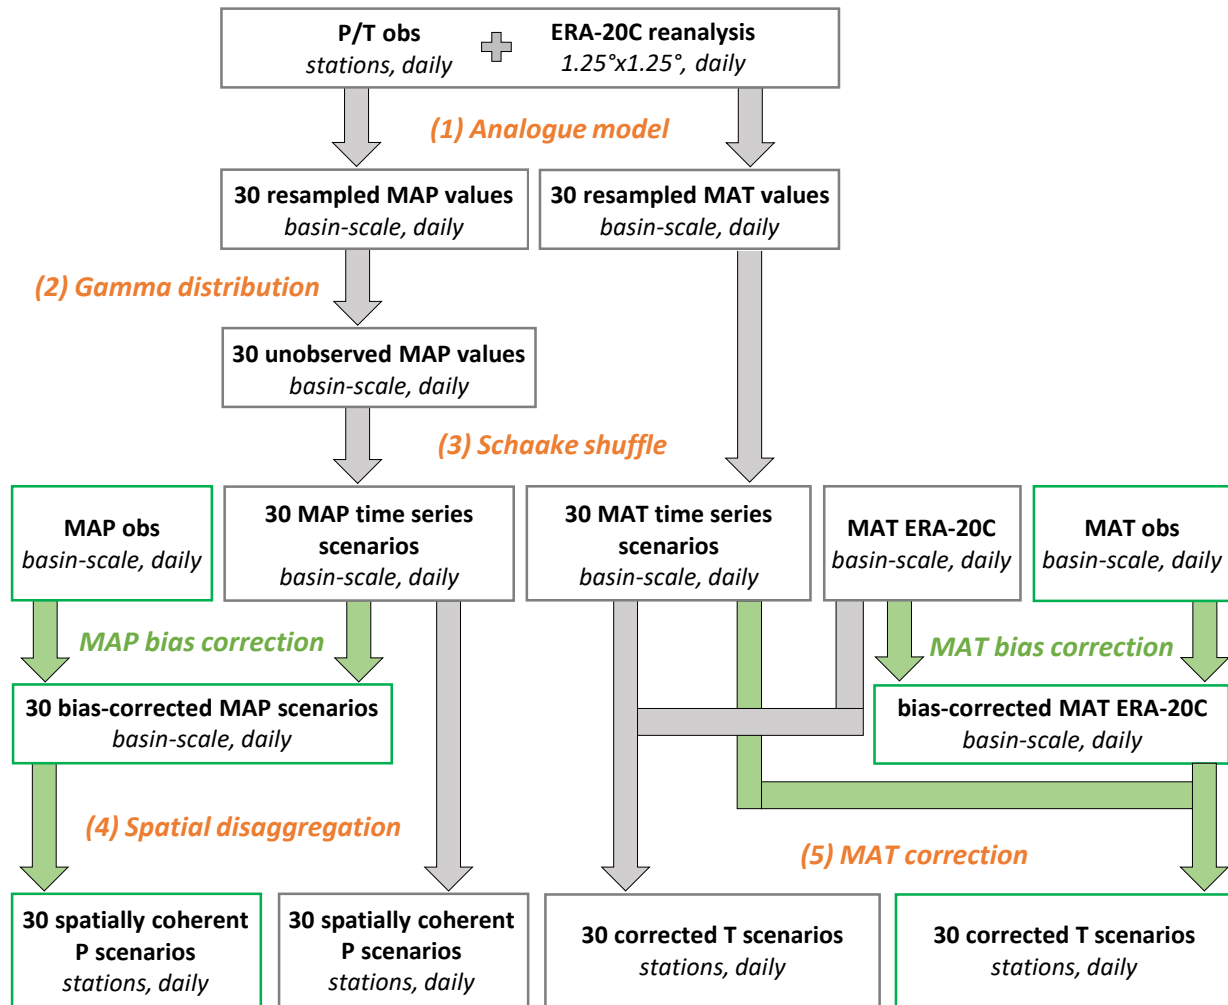 P/T obs
stations, daily
ERA-20C reanalysis
1.25°x1.25°, daily
(1) Analogue model
30 resampled MAP values
basin-scale, daily
30 resampled MAT values
basin-scale, daily
(2) Gamma distribution
30 unobserved MAP values
basin-scale, daily
(3) Schaake shuffle
MAP obs
basin-scale, daily
30 MAP time series
scenarios
basin-scale, daily
30 MAT time series
scenarios
basin-scale, daily
MAT ERA-20C
basin-scale, daily
MAT obs
basin-scale, daily
MAP bias correction
MAT bias correction
30 bias-corrected MAP scenarios
basin-scale, daily
bias-corrected MAT ERA-20C
basin-scale, daily
(4) Spatial disaggregation
(5) MAT correction
30 spatially coherent
P scenarios
stations, daily
30 spatially coherent
P scenarios
stations, daily
30 corrected T scenarios
stations, daily
30 corrected T scenarios
stations, daily